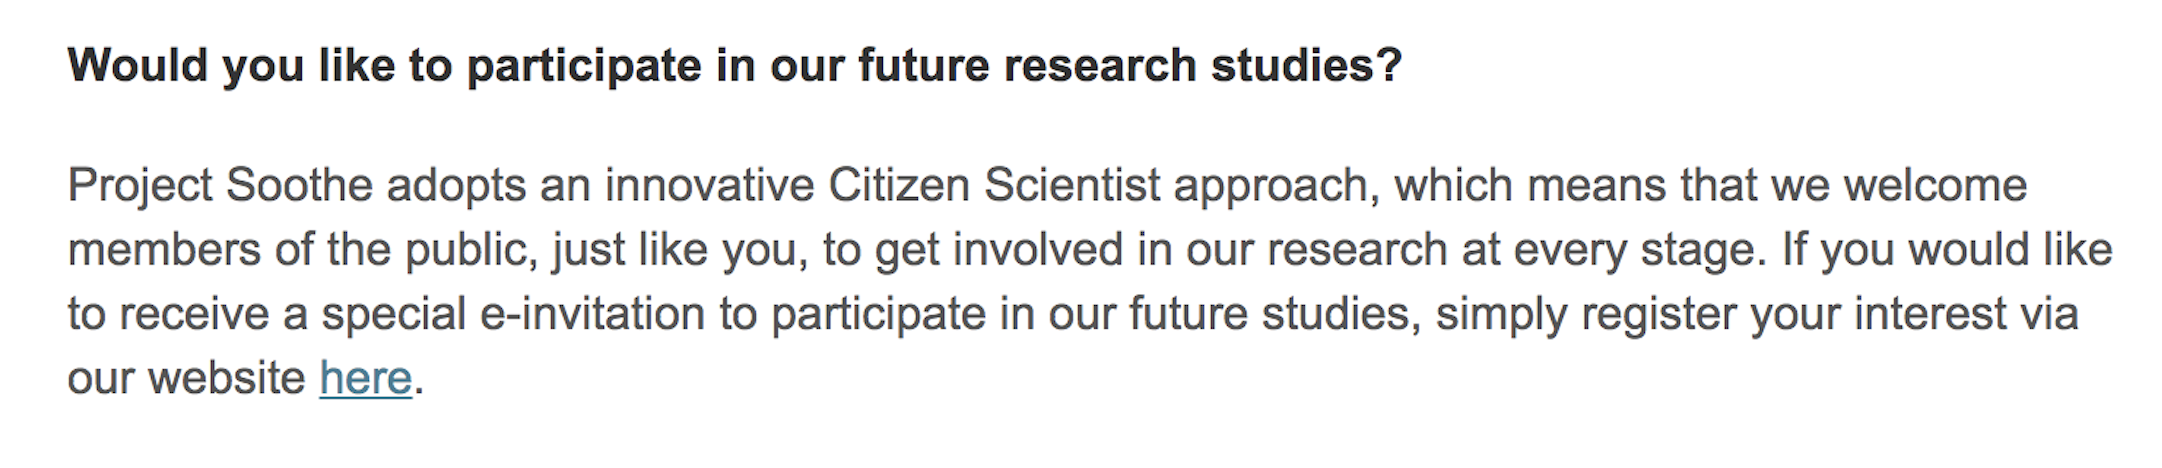 Would you like to participate in our future research studies?
Project Soothe adopts an innovative Citizen Scientist approach, which means that we welcome
members of the public, just like you, to get involved in our research at every stage. If you would like
to receive a special e-invitation to participate in our future studies, simply register your interest via
our website here.